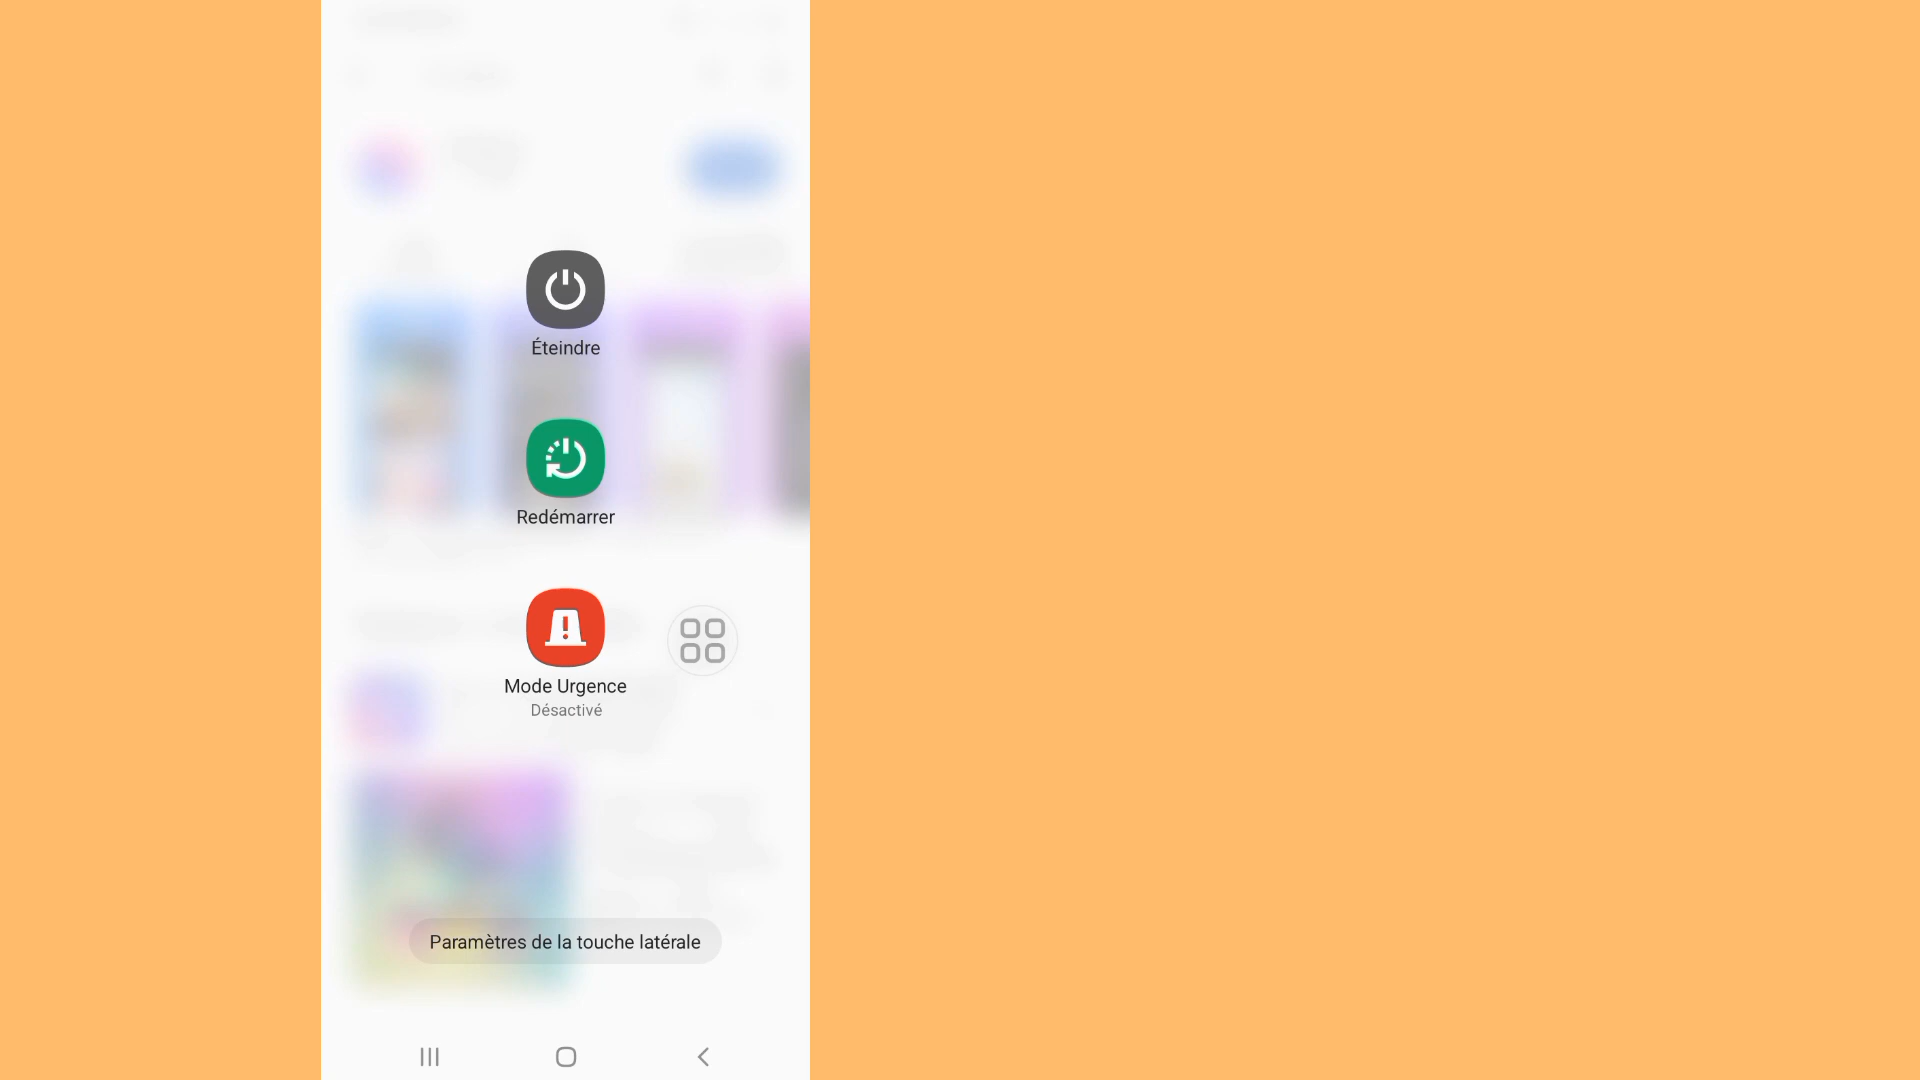 Éteindre
Redémarrer
Mode Urgence
Désactivé
Paramètres de la touche latérale